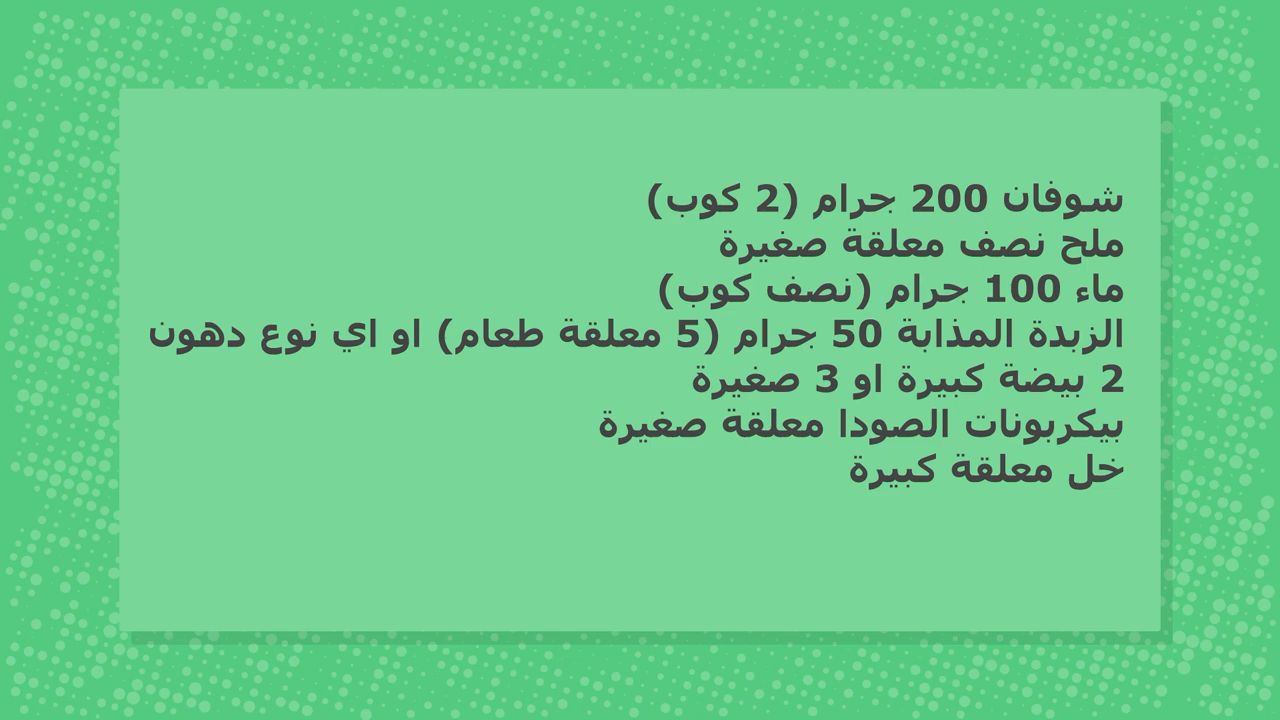 شوفان 200 جرام (2 كوب)
ملح نصف معلقة صغيرة
ماء 100 جرام (نصف كوب)
الزبدة المذابة 50 جرام (5 معلقة طعام) او اي نوع دهون
2 بيضة كبيرة او 3 صغيرة
بيكربونات الصودا معلقة صغيرة
خل معلقة كبيرة